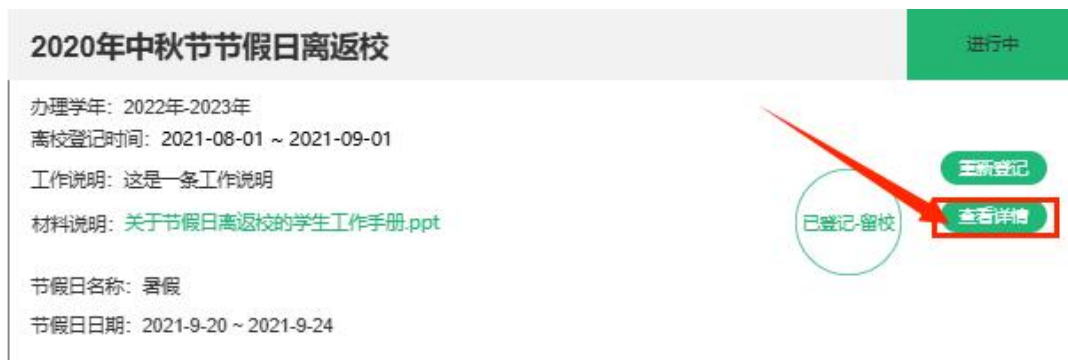 2020年中秋节节假日离返校
进行中
办理学年：2022年-2023年
离校登记时间：2021-08-01 ~ 2021-09-01
工作说明：这是一条工作说明
材料说明：关于节假日离返校的学生工作手册.ppt
已登记-留校
重新登记
查看详情
节假日名称：暑假
节假日日期：2021-9-20 ~ 2021-9-24